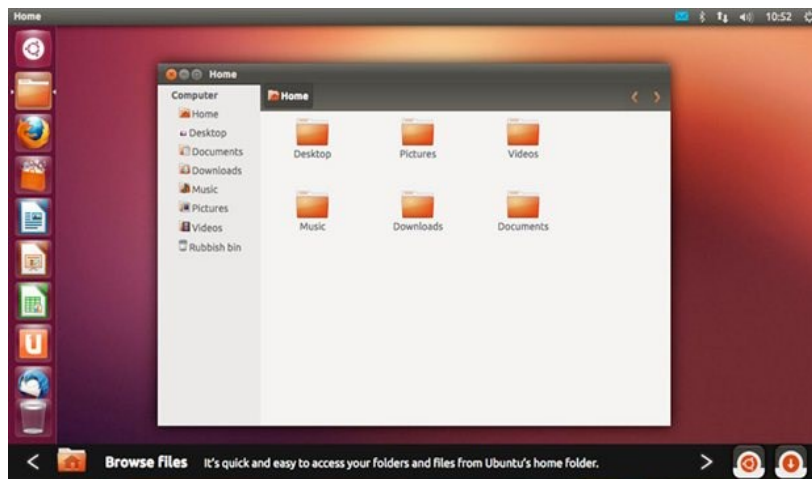 Home
10:52
Home
Computer
Home
Desktop
Documents
Downloads
Music
Pictures
Videos
Rubbish bin
Home
Desktop
Pictures
Videos
Music
Downloads
Documents
Browse files It's quick and easy to access your folders and files from Ubuntu's home folder.